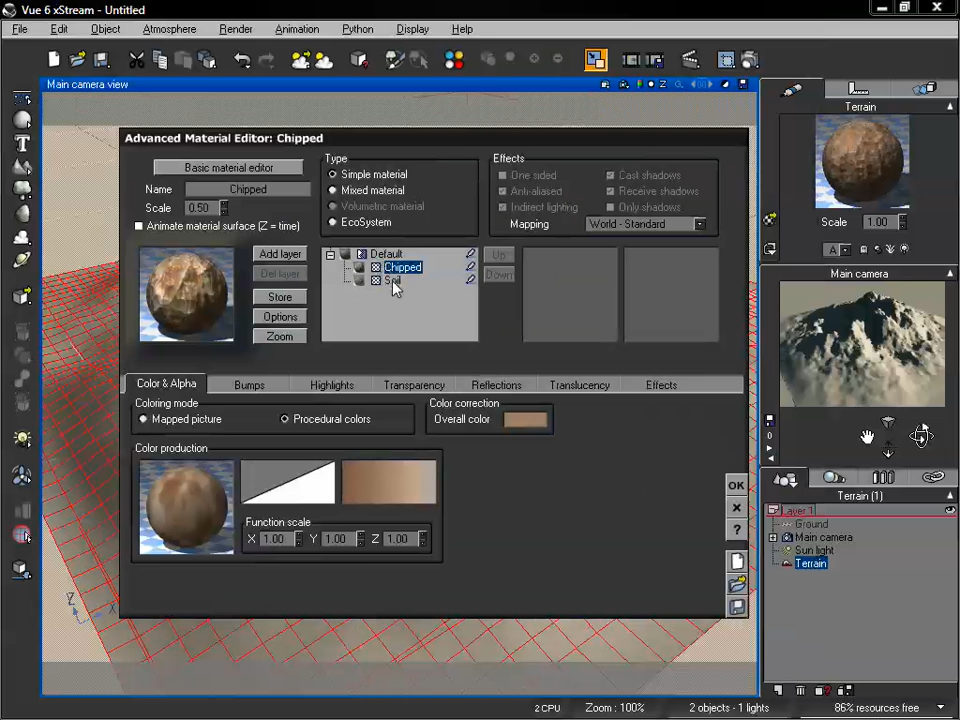 Vue 6 xStream - Untitled
File Edit Object Atmosphere Render Animation Python Display Help
Main camera view
Terrain
Advanced Material Editor: Chipped
Basic material editor
Name Chipped
Scale 0.50
Animate material surface (Z = time)
Type
Simple material
Mixed material
Volumetric material
EcoSystem
Effects
One sided
Anti-aliased
Indirect lighting
Cast shadows
Receive shadows
Only shadows
Mapping World - Standard
Scale 1.00
A
Add layer
Del layer
Store
Options
Zoom
Default
Chipped
Up
Down
Main camera
Color & Alpha Bumps Highlights Transparency Reflections Translucency Effects
Coloring mode
Mapped picture Procedural colors
Color correction
Overall color
Color production
Function scale
X 1.00 Y 1.00 Z 1.00
OK
?
0
Terrain (1)
Layer 1
Ground
Main camera
Sun light
Terrain
Z
X
2 CPU Zoom : 100% 2 objects - 1 lights 86% resources free